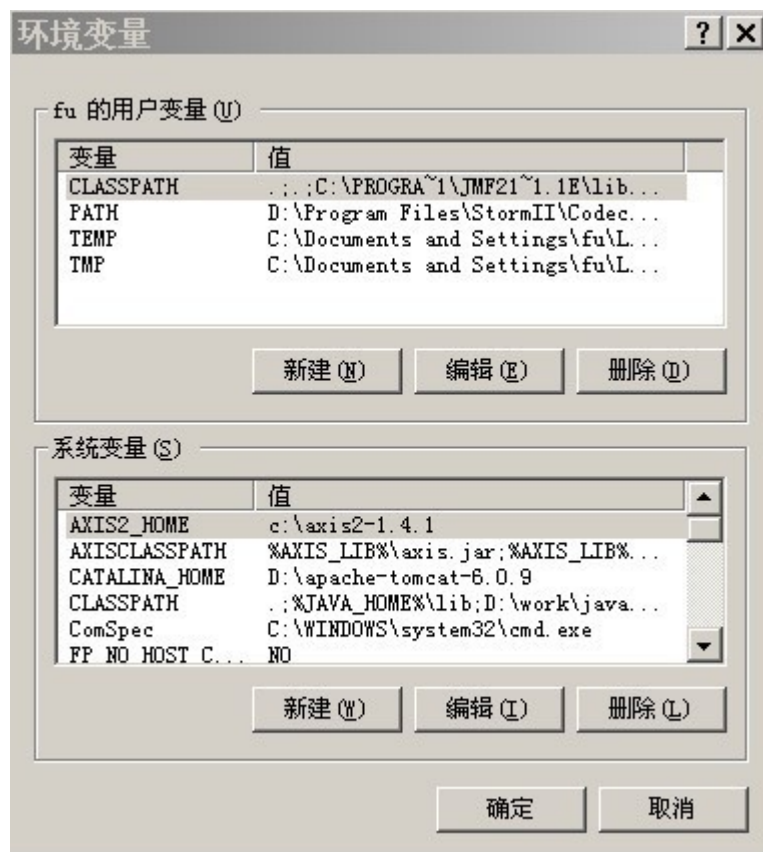 环境变量 ? ×
fu 的用户变量(U)
变量 值
CLASSPATH .;.;C:\PROGRA~1\JMF21~1.1E\lib...
PATH D:\Program Files\StormII\Codec...
TEMP C:\Documents and Settings\fu\L...
TMP C:\Documents and Settings\fu\L...
新建(N) 编辑(E) 删除(D)
系统变量(S)
变量 值
AXIS2_HOME c:\axis2-1.4.1
AXISCLASSPATH %AXIS_LIB%\axis.jar;%AXIS_LIB%...
CATALINA_HOME D:\apache-tomcat-6.0.9
CLASSPATH .;%JAVA_HOME%\lib;D:\work\java...
ComSpec C:\WINDOWS\system32\cmd.exe
FP_NO_HOST_C... NO
新建(W) 编辑(I) 删除(L)
确定 取消